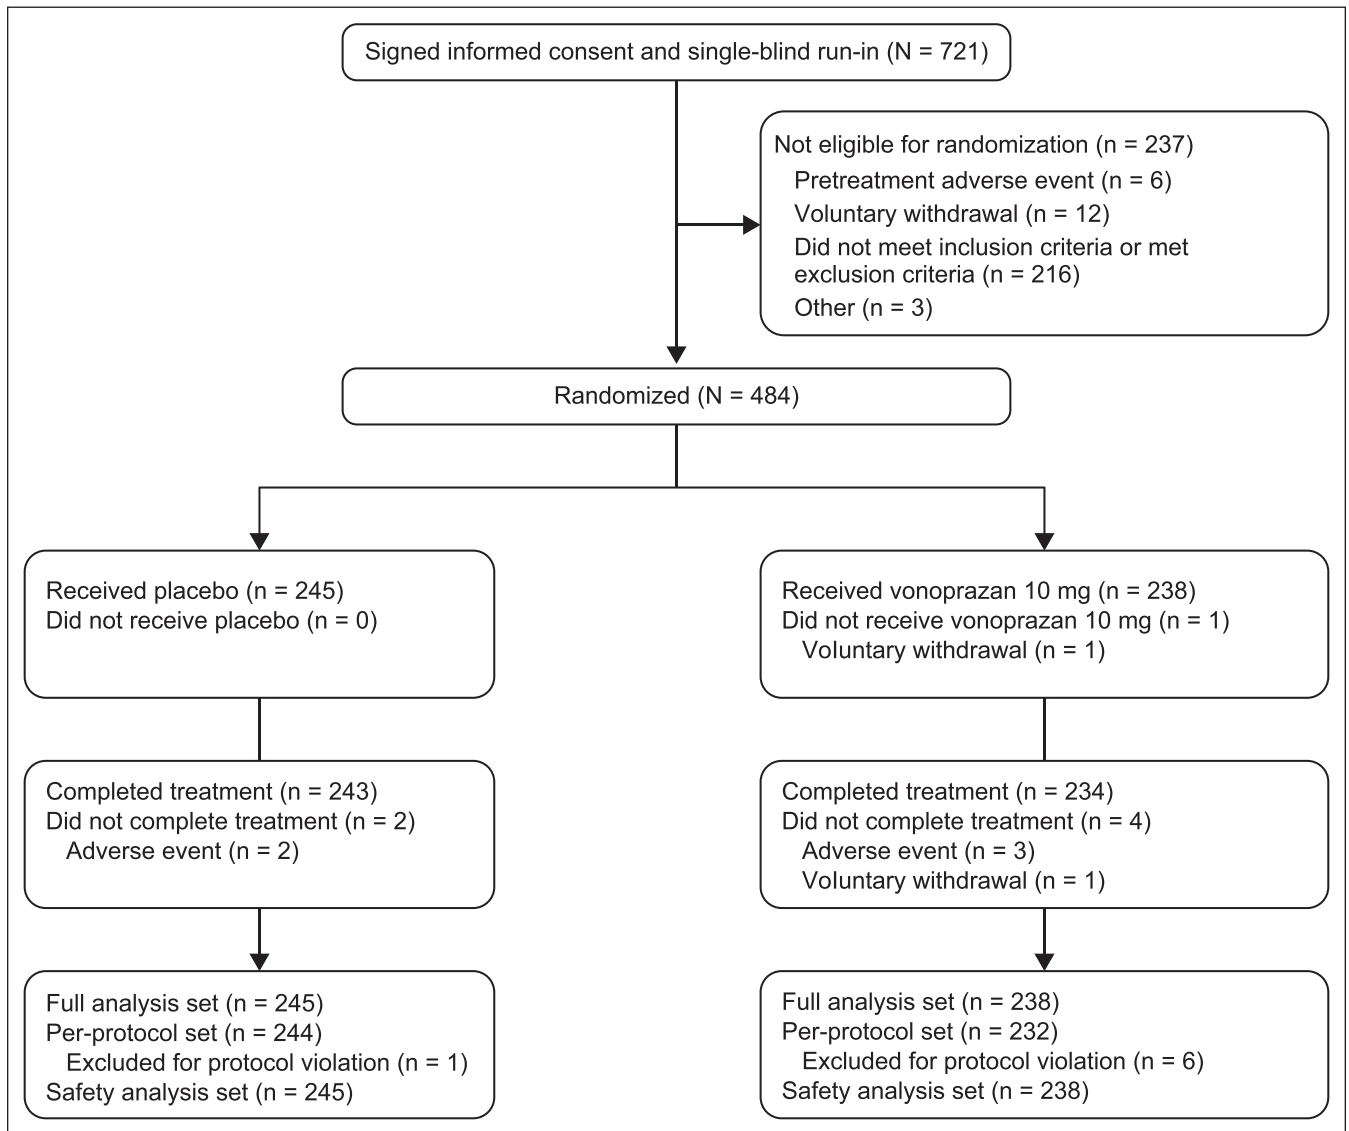 Signed informed consent and single-blind run-in (N = 721)
Not eligible for randomization (n = 237)
Pretreatment adverse event (n = 6)
Voluntary withdrawal (n = 12)
Did not meet inclusion criteria or met
exclusion criteria (n = 216)
Other (n = 3)
Randomized (N = 484)
Received placebo (n = 245)
Did not receive placebo (n = 0)
Received vonoprazan 10 mg (n = 238)
Did not receive vonoprazan 10 mg (n = 1)
Voluntary withdrawal (n = 1)
Completed treatment (n = 243)
Did not complete treatment (n = 2)
Adverse event (n = 2)
Completed treatment (n = 234)
Did not complete treatment (n = 4)
Adverse event (n = 3)
Voluntary withdrawal (n = 1)
Full analysis set (n = 245)
Per-protocol set (n = 244)
Excluded for protocol violation (n = 1)
Safety analysis set (n = 245)
Full analysis set (n = 238)
Per-protocol set (n = 232)
Excluded for protocol violation (n = 6)
Safety analysis set (n = 238)